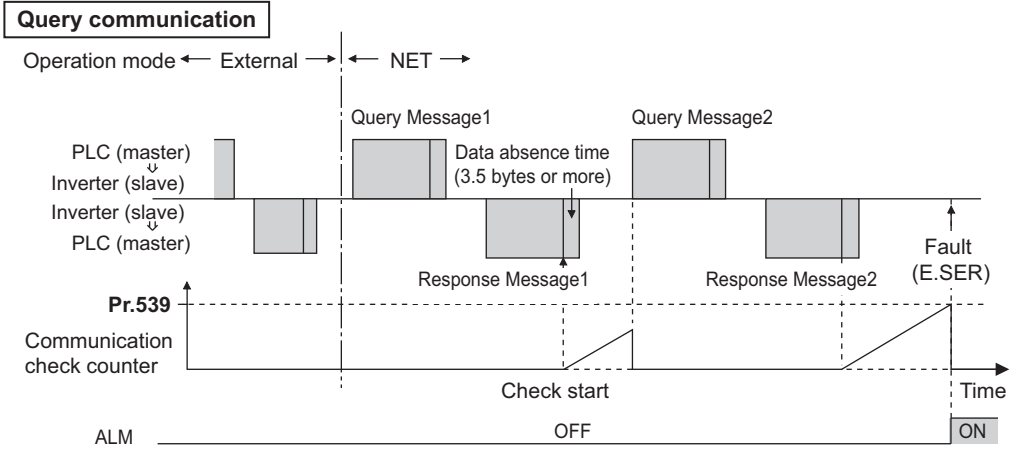 Query communication
Operation mode External NET
Query Message1 Query Message2
PLC (master)
Inverter (slave)
Inverter (slave)
PLC (master)
Data absence time
(3.5 bytes or more)
Fault
(E.SER)
Response Message1 Response Message2
Pr.539
Communication
check counter
Check start
Time
ALM OFF ON